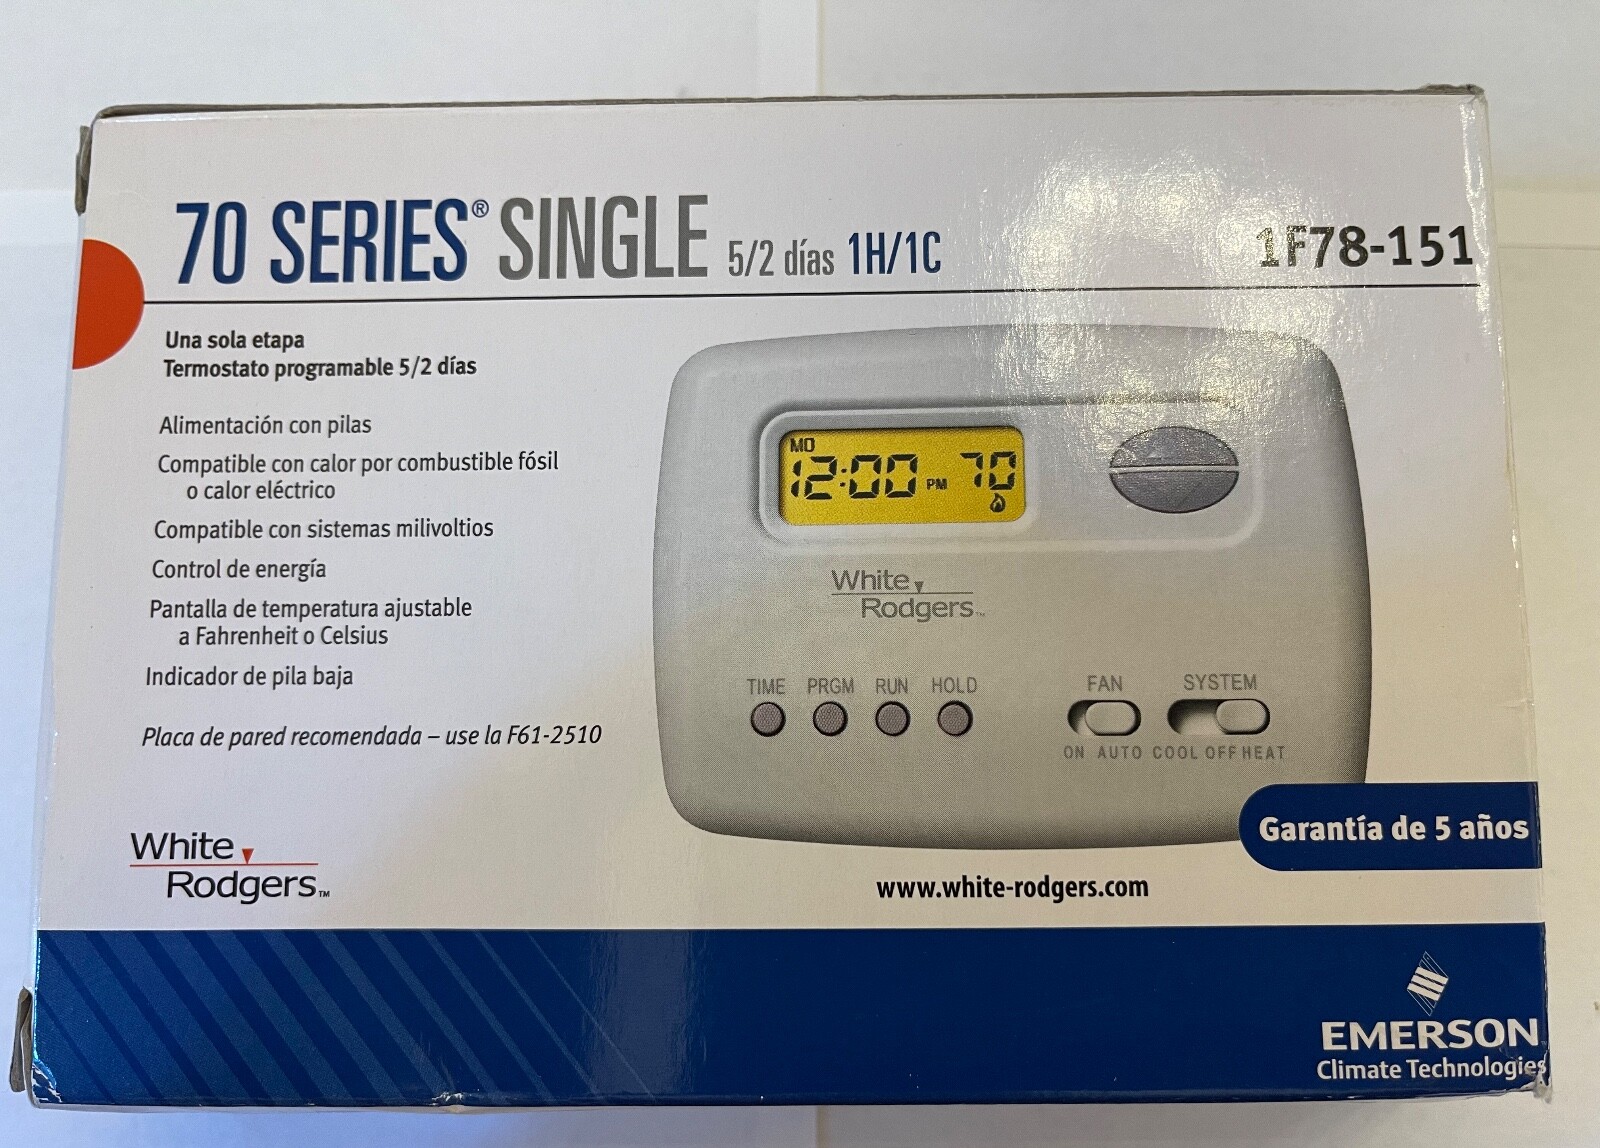 70 SERIES® SINGLE 5/2 días 1H/1C 1F78-151
Una sola etapa
Termostato programable 5/2 días
Alimentación con pilas
Compatible con calor por combustible fósil
o calor eléctrico
Compatible con sistemas milivoltios
Control de energía
Pantalla de temperatura ajustable
a Fahrenheit o Celsius
Indicador de pila baja
Placa de pared recomendada – use la F61-2510
White
Rodgers™
MO
12:00 PM 70
White
Rodgers™
TIME PRGM RUN HOLD FAN SYSTEM
ON AUTO COOL OFF HEAT
Garantía de 5 años
www.white-rodgers.com
EMERSON
Climate Technologies